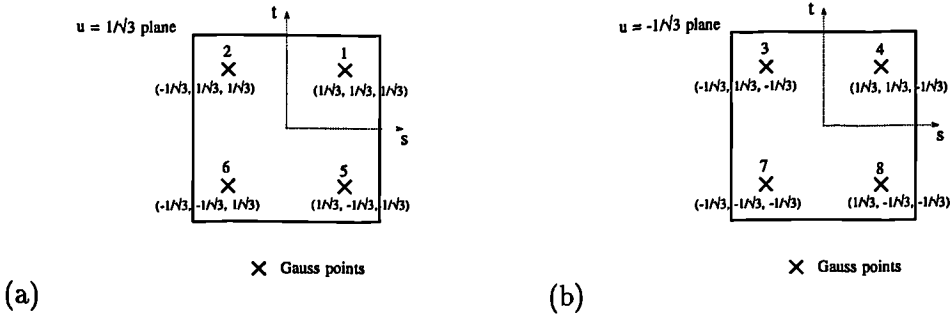 t
u = 1/√3 plane
2 1
(-1/√3, 1/√3, 1/√3) (1/√3, 1/√3, 1/√3)
s
6 5
(-1/√3, -1/√3, 1/√3) (1/√3, -1/√3, 1/√3)
× Gauss points
(a)
t
u = -1/√3 plane
3 4
(-1/√3, 1/√3, -1/√3) (1/√3, 1/√3, -1/√3)
s
7 8
(-1/√3, -1/√3, -1/√3) (1/√3, -1/√3, -1/√3)
× Gauss points
(b)